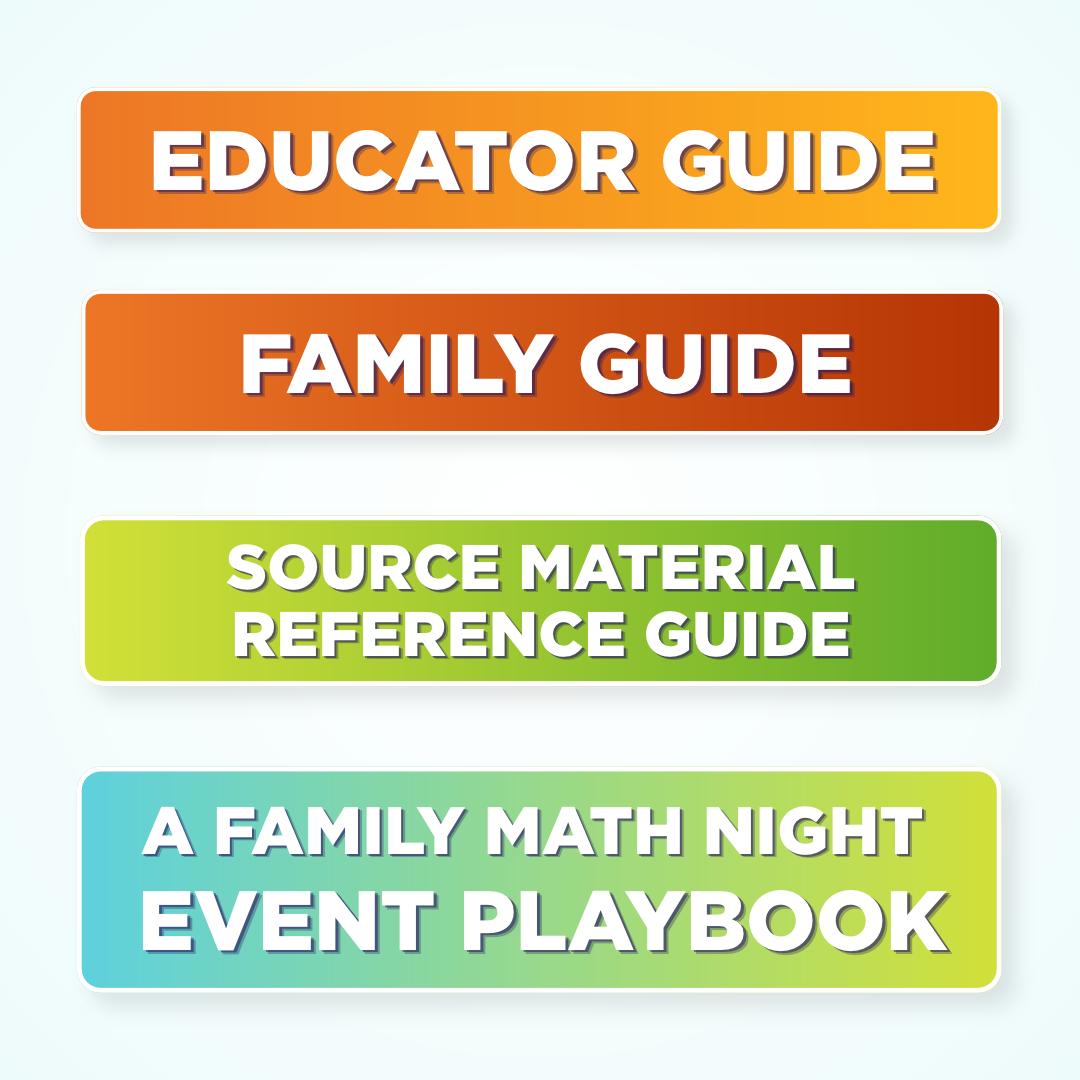 EDUCATOR GUIDE
FAMILY GUIDE
SOURCE MATERIAL
REFERENCE GUIDE
A FAMILY MATH NIGHT
EVENT PLAYBOOK